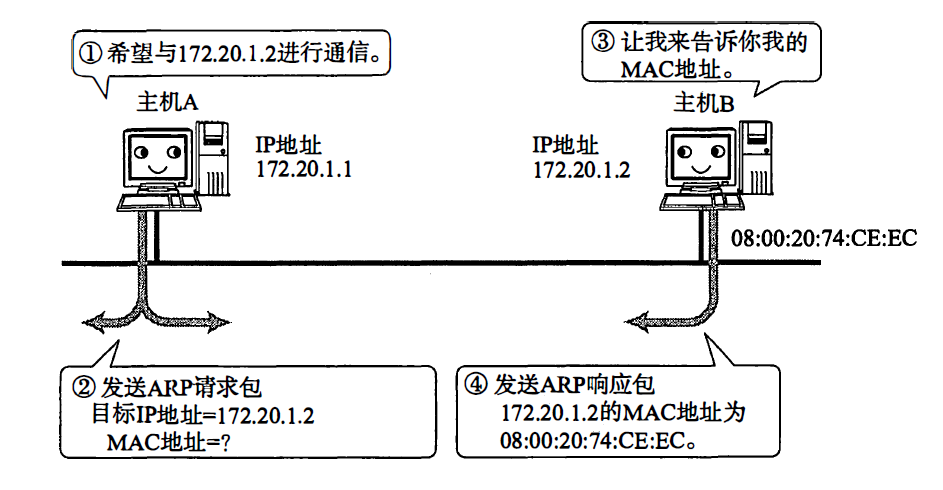 ① 希望与172.20.1.2进行通信。
③ 让我来告诉你我的
MAC地址。
主机A
主机B
IP地址
172.20.1.1
IP地址
172.20.1.2
08:00:20:74:CE:EC
② 发送ARP请求包
目标IP地址=172.20.1.2
MAC地址=?
④ 发送ARP响应包
172.20.1.2的MAC地址为
08:00:20:74:CE:EC。